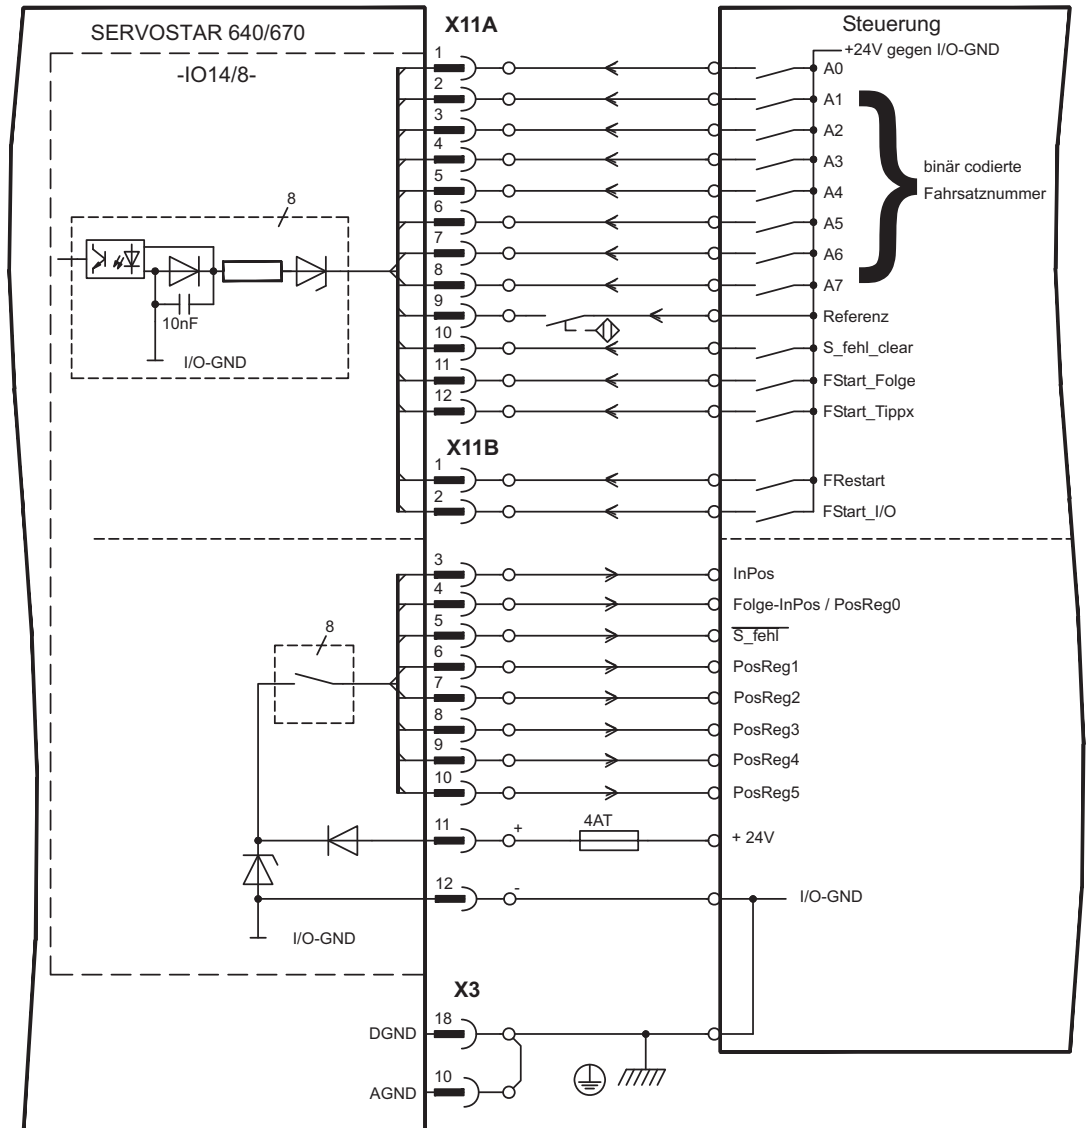 SERVOSTAR 640/670
-IO14/8-
8
10nF
I/O-GND
X11A
1
2
3
4
5
6
7
8
9
10
11
12
X11B
1
2
3
4
5
6
7
8
9
10
11
12
8
I/O-GND
+
4AT
-
X3
DGND
18
AGND
10
Steuerung
+24V gegen I/O-GND
A0
A1
A2
A3
A4
A5
A6
A7
binär codierte
Fahrsatznummer
Referenz
S_fehl_clear
FStart_Folge
FStart_Tippx
FRestart
FStart_I/O
InPos
Folge-InPos / PosReg0
S_fehl
PosReg1
PosReg2
PosReg3
PosReg4
PosReg5
+ 24V
I/O-GND